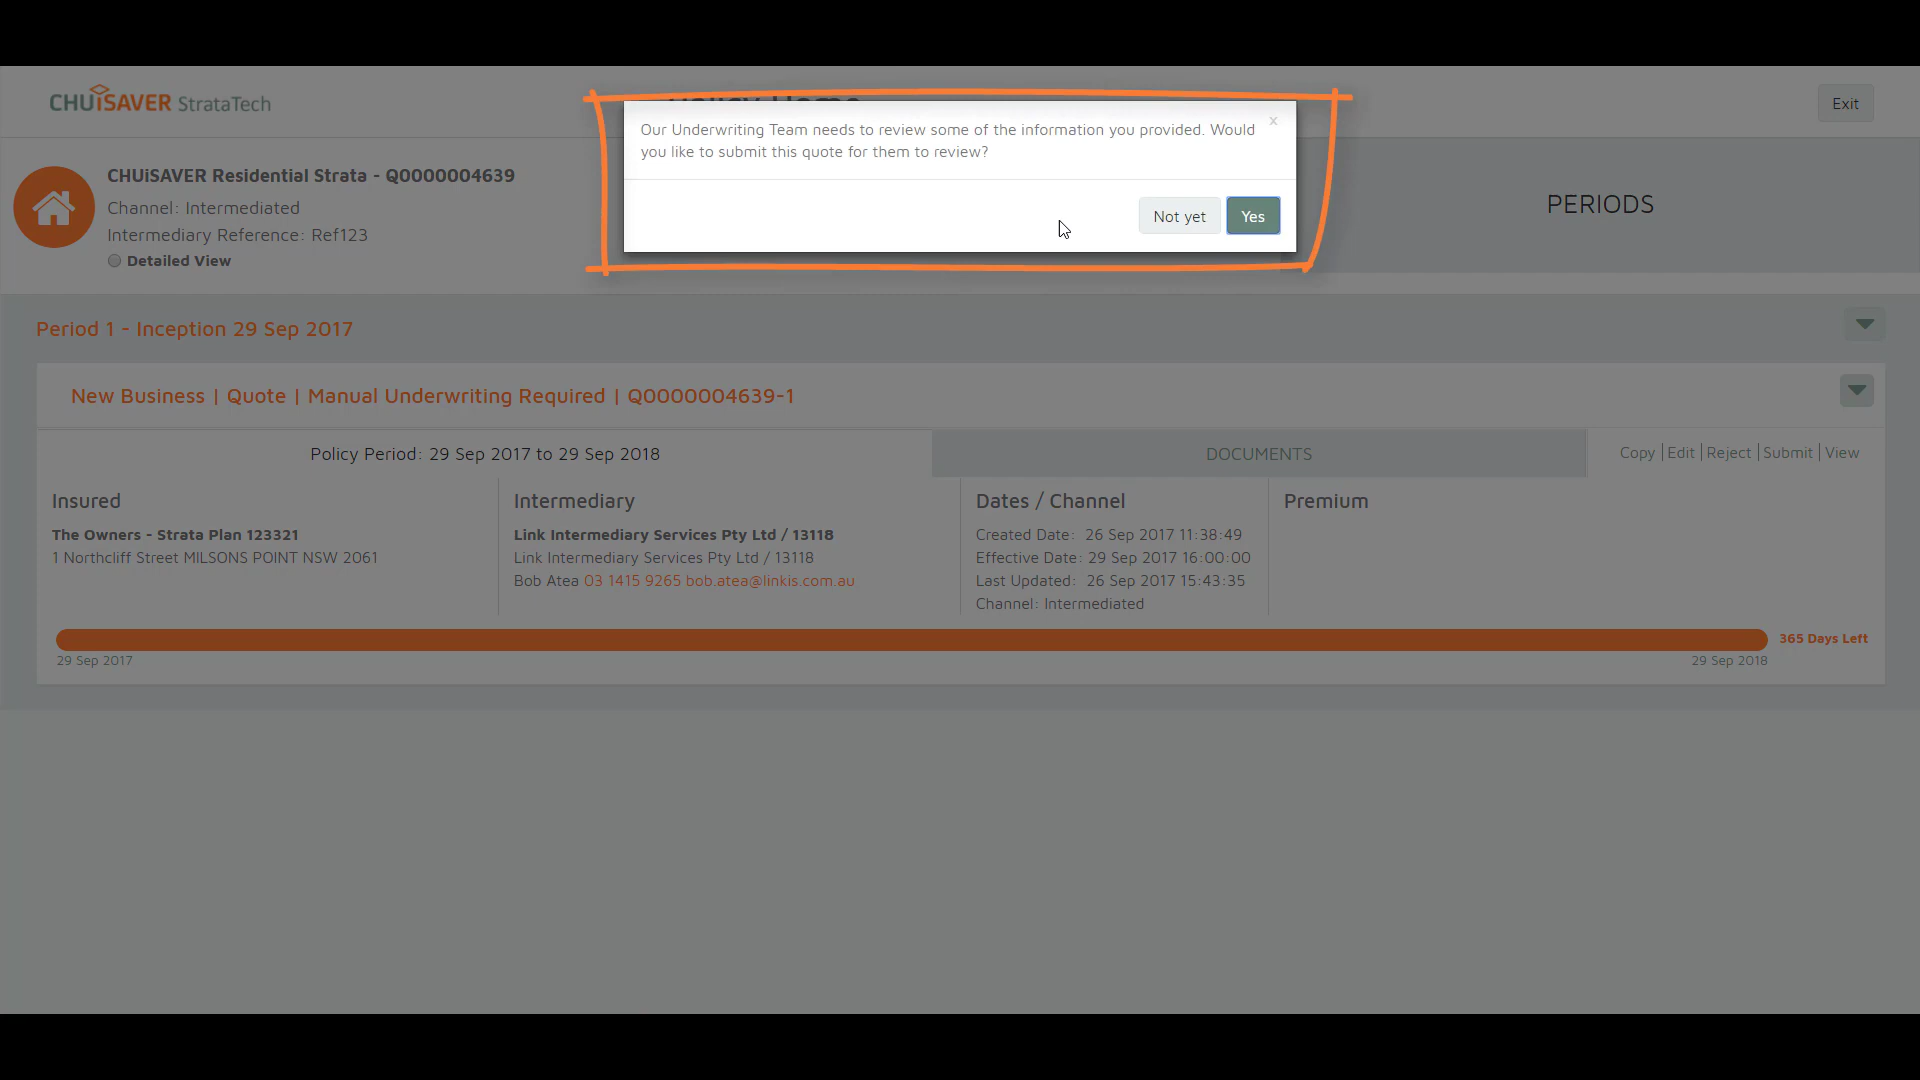 CHUiSAVER StrataTech
Exit
Our Underwriting Team needs to review some of the information you provided. Would
you like to submit this quote for them to review?
x
Not yet
Yes
CHUiSAVER Residential Strata - Q0000004639
Channel: Intermediated
Intermediary Reference: Ref123
Detailed View
PERIODS
Period 1 - Inception 29 Sep 2017
New Business | Quote | Manual Underwriting Required | Q0000004639-1
Policy Period: 29 Sep 2017 to 29 Sep 2018
DOCUMENTS
Copy | Edit | Reject | Submit | View
Insured
The Owners - Strata Plan 123321
1 Northcliff Street MILSONS POINT NSW 2061
Intermediary
Link Intermediary Services Pty Ltd / 13118
Link Intermediary Services Pty Ltd / 13118
Bob Atea 03 1415 9265 bob.atea@linkis.com.au
Dates / Channel
Created Date: 26 Sep 2017 11:38:49
Effective Date: 29 Sep 2017 16:00:00
Last Updated: 26 Sep 2017 15:43:35
Channel: Intermediated
Premium
365 Days Left
29 Sep 2017
29 Sep 2018